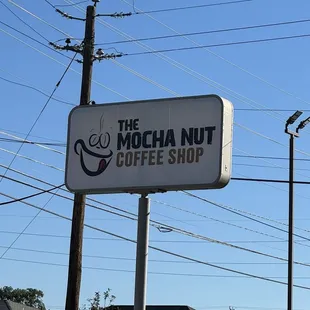 THE
MOCHA NUT
COFFEE SHOP